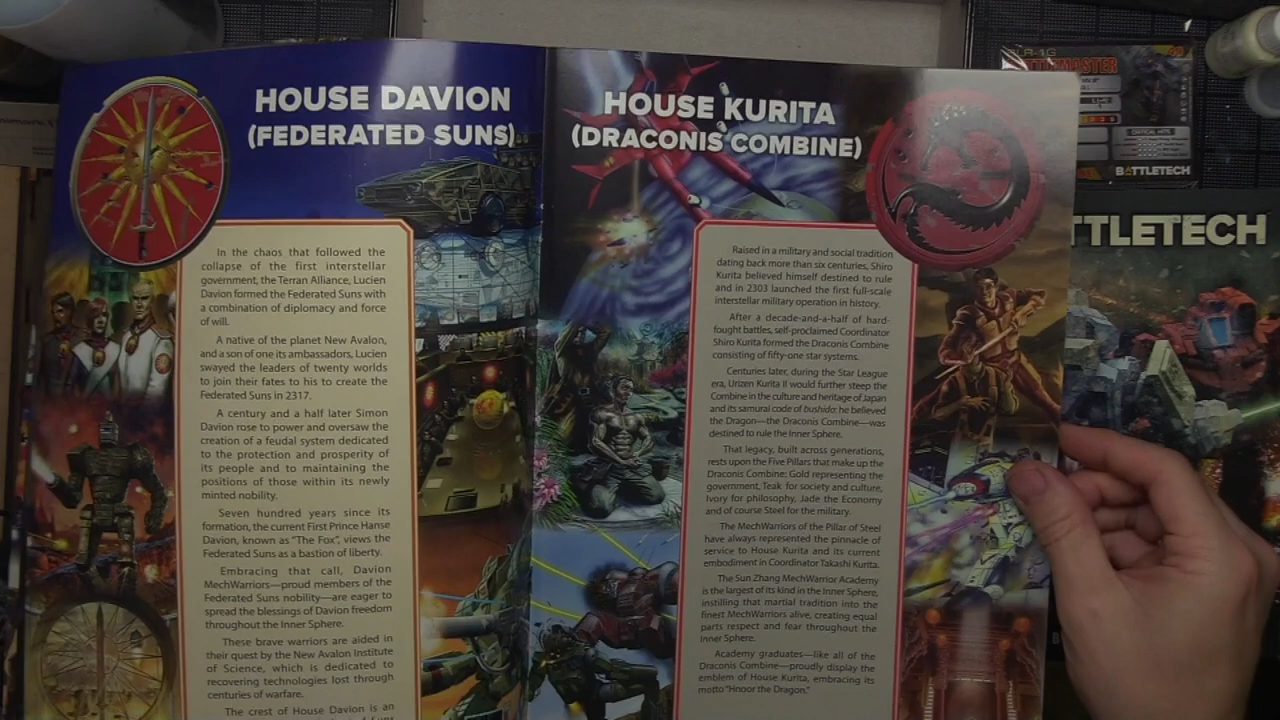 HOUSE DAVION
(FEDERATED SUNS)
In the chaos that followed the
collapse of the first interstellar
government, the Terran Alliance, Lucien
Davion formed the Federated Suns with
a combination of diplomacy and force
of will.
A native of the planet New Avalon,
and a son of one its ambassadors, Lucien
swayed the leaders of twenty worlds
to join their fates to his to create the
Federated Suns in 2317.
A century and a half later Simon
Davion rose to power and oversaw the
creation of a feudal system dedicated
to the protection and prosperity of
its people and to maintaining the
positions of those within its newly
minted nobility.
Seven hundred years since its
formation, the current First Prince Hanse
Davion, known as "The Fox", views the
Federated Suns as a bastion of liberty.
Embracing that call, Davion
MechWarriors—proud members of the
Federated Suns nobility—are eager to
spread the blessings of Davion freedom
throughout the Inner Sphere.
These brave warriors are aided in
their quest by the New Avalon Institute
of Science, which is dedicated to
recovering technologies lost through
centuries of warfare.
The crest of House Davion is an
HOUSE KURITA
(DRACONIS COMBINE)
Raised in a military and social tradition
dating back more than six centuries, Shiro
Kurita believed himself destined to rule
and in 2303 launched the first full-scale
interstellar military operation in history.
After a decade-and-a-half of hard-
fought battles, self-proclaimed Coordinator
Shiro Kurita formed the Draconis Combine
consisting of fifty-one star systems.
Centuries later, during the Star League
era, Urizen Kurita II would further steep the
Combine in the culture and heritage of Japan
and its samurai code of bushido: he believed
the Dragon—the Draconis Combine—was
destined to rule the Inner Sphere.
That legacy, built across generations,
rests upon the Five Pillars that make up the
Draconis Combine: Gold representing the
government, Teak for society and culture,
Ivory for philosophy, Jade the Economy
and of course Steel for the military.
The MechWarriors of the Pillar of Steel
have always represented the pinnacle of
service to House Kurita and its current
embodiment in Coordinator Takashi Kurita.
The Sun Zhang MechWarrior Academy
is the largest of its kind in the Inner Sphere,
instilling that martial tradition into the
finest MechWarriors alive, creating equal
parts respect and fear throughout the
Inner Sphere.
Academy graduates—like all of the
Draconis Combine—proudly display the
emblem of House Kurita, embracing its
motto "Honor the Dragon."
LR-1G
TTLEMASTER
CRITICAL HITS
BATTLETECH
TTLETECH